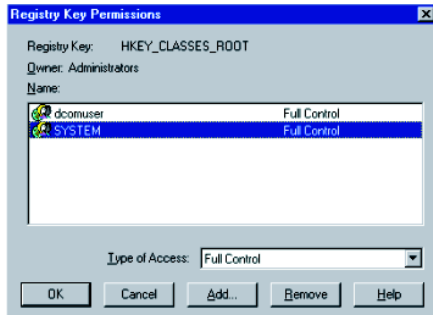 Registry Key Permissions
Registry Key: HKEY_CLASSES_ROOT
Owner: Administrators
Name:
dcomuser Full Control
SYSTEM Full Control
Type of Access: Full Control
OK Cancel Add... Remove Help